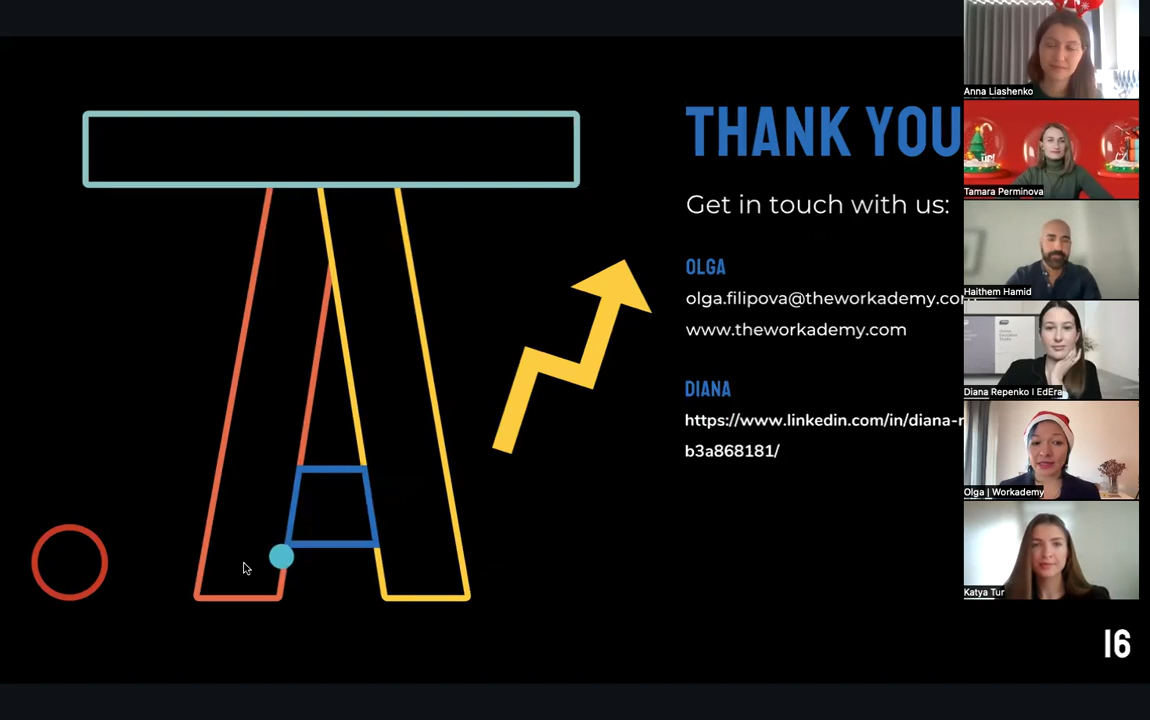 THANK YOU
Get in touch with us:
OLGA
olga.filipova@theworkademy.com
www.theworkademy.com
DIANA
https://www.linkedin.com/in/diana-r
b3a868181/
16
Anna Liashenko
Tamara Perminova
Haithem Hamid
Diana Repenko | EdEra
Olga | Workademy
Katya Tur